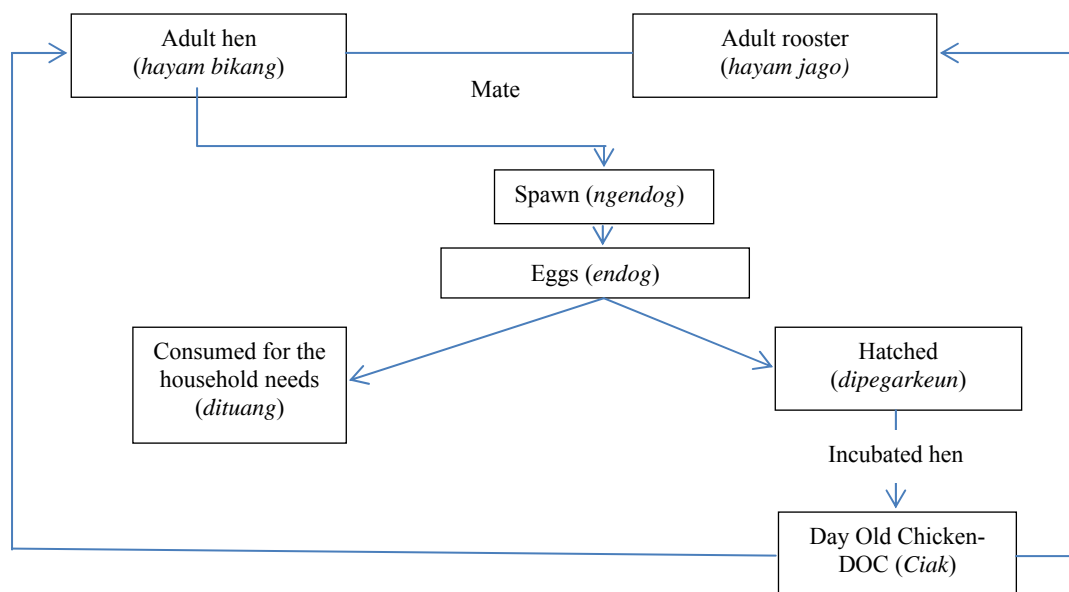 Adult hen
(hayam bikang)
Adult rooster
(hayam jago)
Mate
Spawn (ngendog)
Eggs (endog)
Consumed for the
household needs
(dituang)
Hatched
(dipegarkeun)
Incubated hen
Day Old Chicken-
DOC (Ciak)